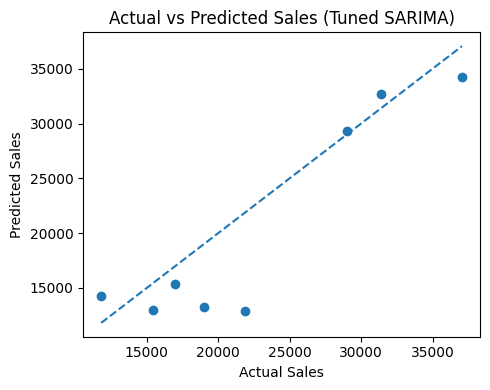 Actual vs Predicted Sales (Tuned SARIMA)
Predicted Sales
35000
30000
25000
20000
15000
15000 20000 25000 30000 35000
Actual Sales